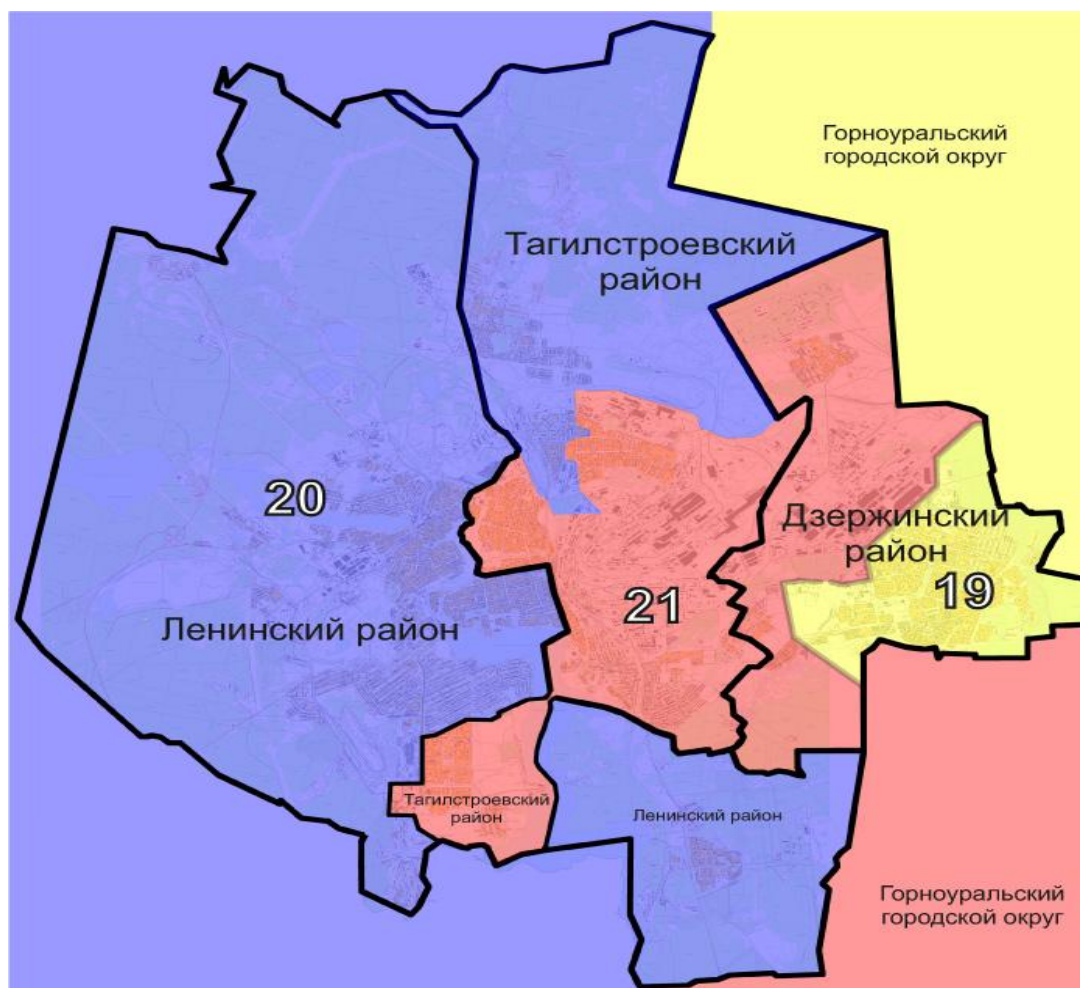 Горноуральский
городской округ
Тагилстроевский
район
20
Дзержинский
район
19
21
Ленинский район
Тагилстроевский
район
Ленинский район
Горноуральский
городской округ